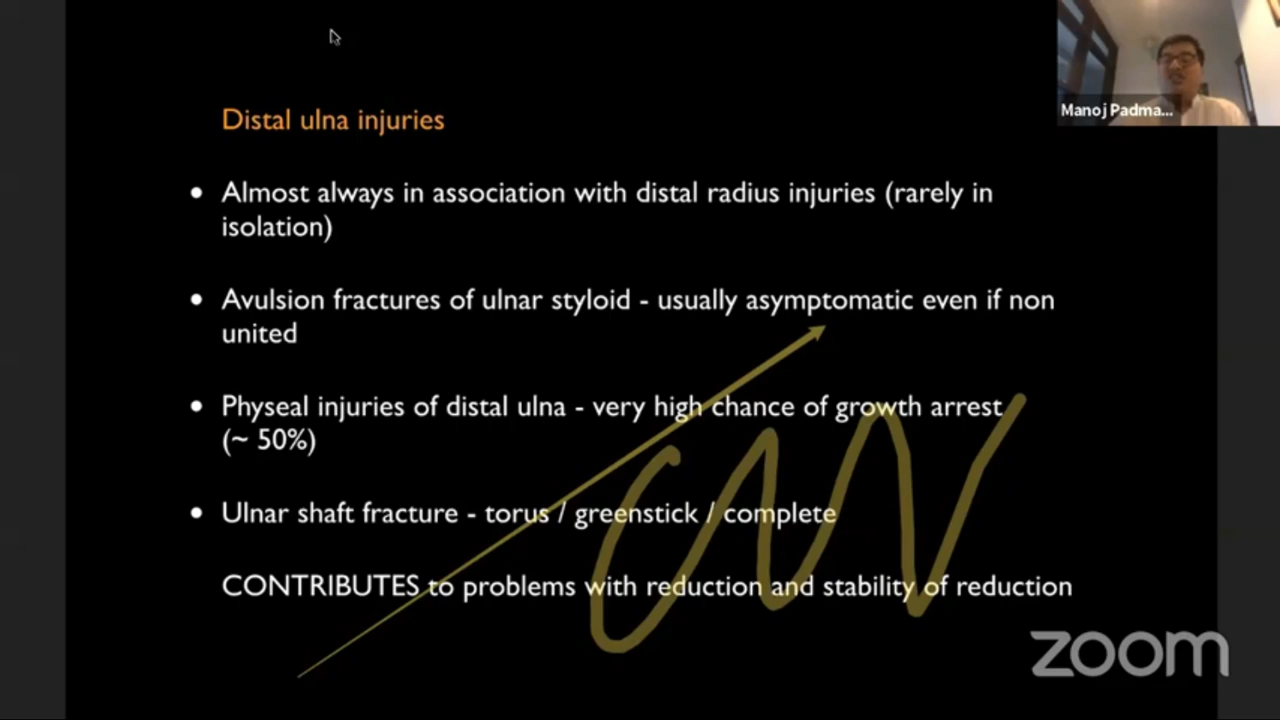 Manoj Padma...
Distal ulna injuries
• Almost always in association with distal radius injuries (rarely in
isolation)
• Avulsion fractures of ulnar styloid - usually asymptomatic even if non
united
• Physeal injuries of distal ulna - very high chance of growth arrest
(~ 50%)
• Ulnar shaft fracture - torus / greenstick / complete
CONTRIBUTES to problems with reduction and stability of reduction
zoom